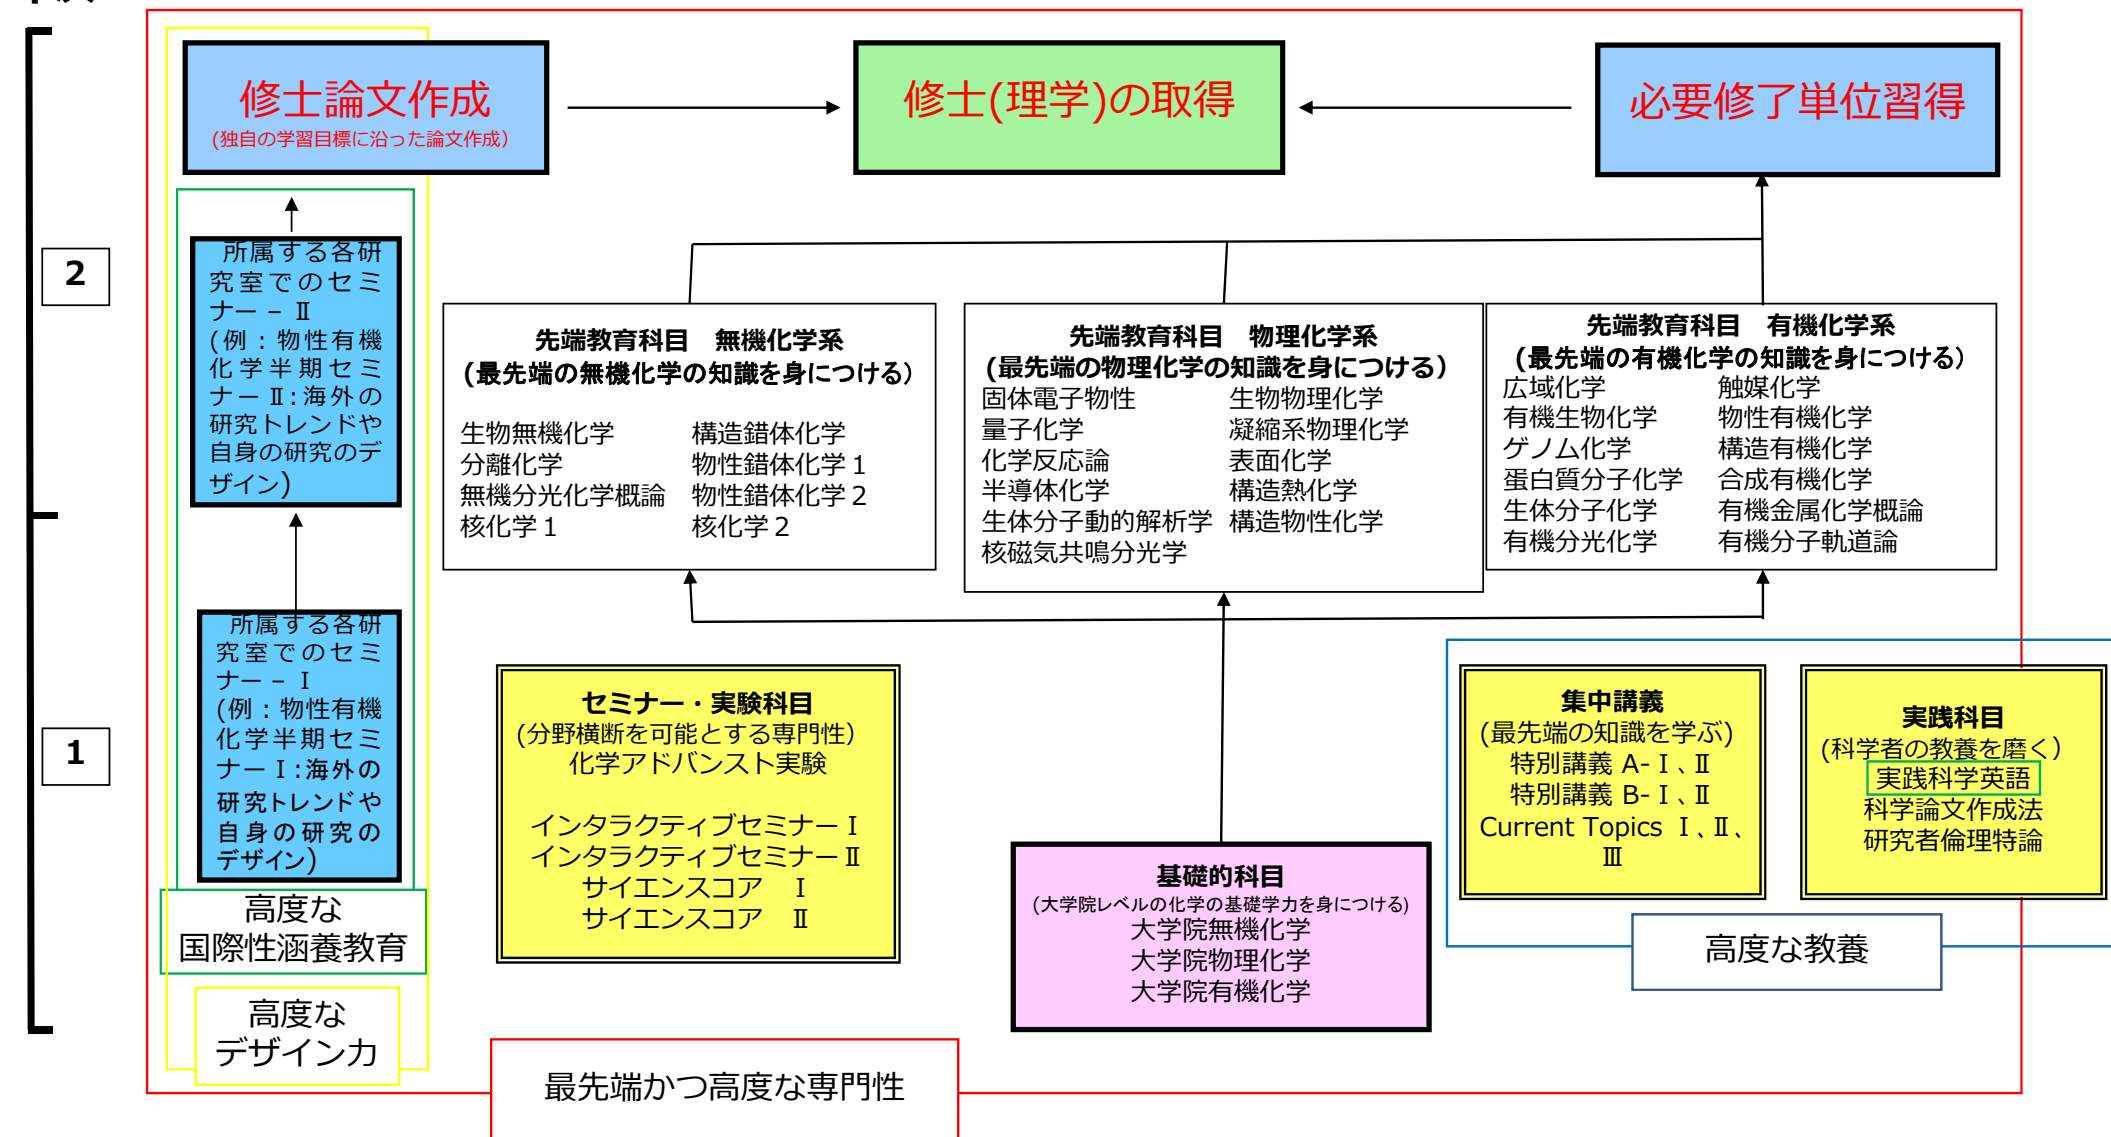 修士論文作成
(独自の学習目標に沿った論文作成)
修士(理学)の取得
必要修了単位習得
2
所属する各研
究室でのセミ
ナー – Ⅱ
(例：物性有機
化学半期セミ
ナーⅡ:海外の
研究トレンドや
自身の研究のデ
ザイン)
先端教育科目　無機化学系
(最先端の無機化学の知識を身につける)
生物無機化学　構造錯体化学
分離化学　物性錯体化学１
無機分光化学概論　物性錯体化学２
核化学１　核化学２
先端教育科目　物理化学系
(最先端の物理化学の知識を身につける)
固体電子物性　生物物理化学
量子化学　凝縮系物理化学
化学反応論　表面化学
半導体化学　構造熱化学
生体分子動的解析学　構造物性化学
核磁気共鳴分光学
先端教育科目　有機化学系
(最先端の有機化学の知識を身につける)
広域化学　触媒化学
有機生物化学　物性有機化学
ゲノム化学　構造有機化学
蛋白質分子化学　合成有機化学
生体分子化学　有機金属化学概論
有機分光化学　有機分子軌道論
1
所属する各研
究室でのセミ
ナー – Ⅰ
(例：物性有機
化学半期セミ
ナーⅠ:海外の
研究トレンドや
自身の研究の
デザイン)
セミナー・実験科目
(分野横断を可能とする専門性)
化学アドバンスト実験
インタラクティブセミナーⅠ
インタラクティブセミナーⅡ
サイエンスコア　Ⅰ
サイエンスコア　Ⅱ
基礎的科目
(大学院レベルの化学の基礎学力を身につける)
大学院無機化学
大学院物理化学
大学院有機化学
集中講義
(最先端の知識を学ぶ)
特別講義 A-Ⅰ、Ⅱ
特別講義 B-Ⅰ、Ⅱ
Current Topics Ⅰ、Ⅱ、
Ⅲ
実践科目
(科学者の教養を磨く)
実践科学英語
科学論文作成法
研究者倫理特論
高度な
国際性涵養教育
高度な教養
高度な
デザイン力
最先端かつ高度な専門性